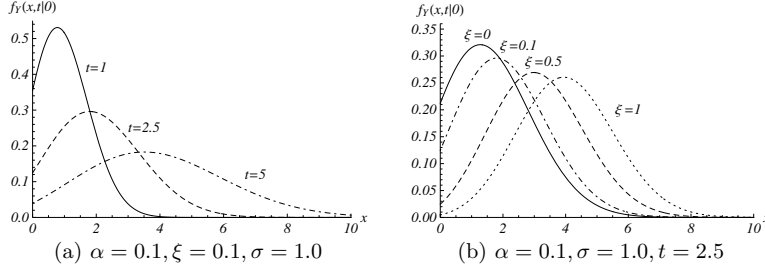 f_Y(x,t|0)
0.5
0.4
0.3
0.2
0.1
0.0
t=1
t=2.5
t=5
0 2 4 6 8 10
x
(a) α = 0.1, ξ = 0.1, σ = 1.0
f_Y(x,t|0)
0.35
0.30
0.25
0.20
0.15
0.10
0.05
0.00
ξ=0
ξ=0.1
ξ=0.5
ξ=1
0 2 4 6 8 10
(b) α = 0.1, σ = 1.0, t = 2.5